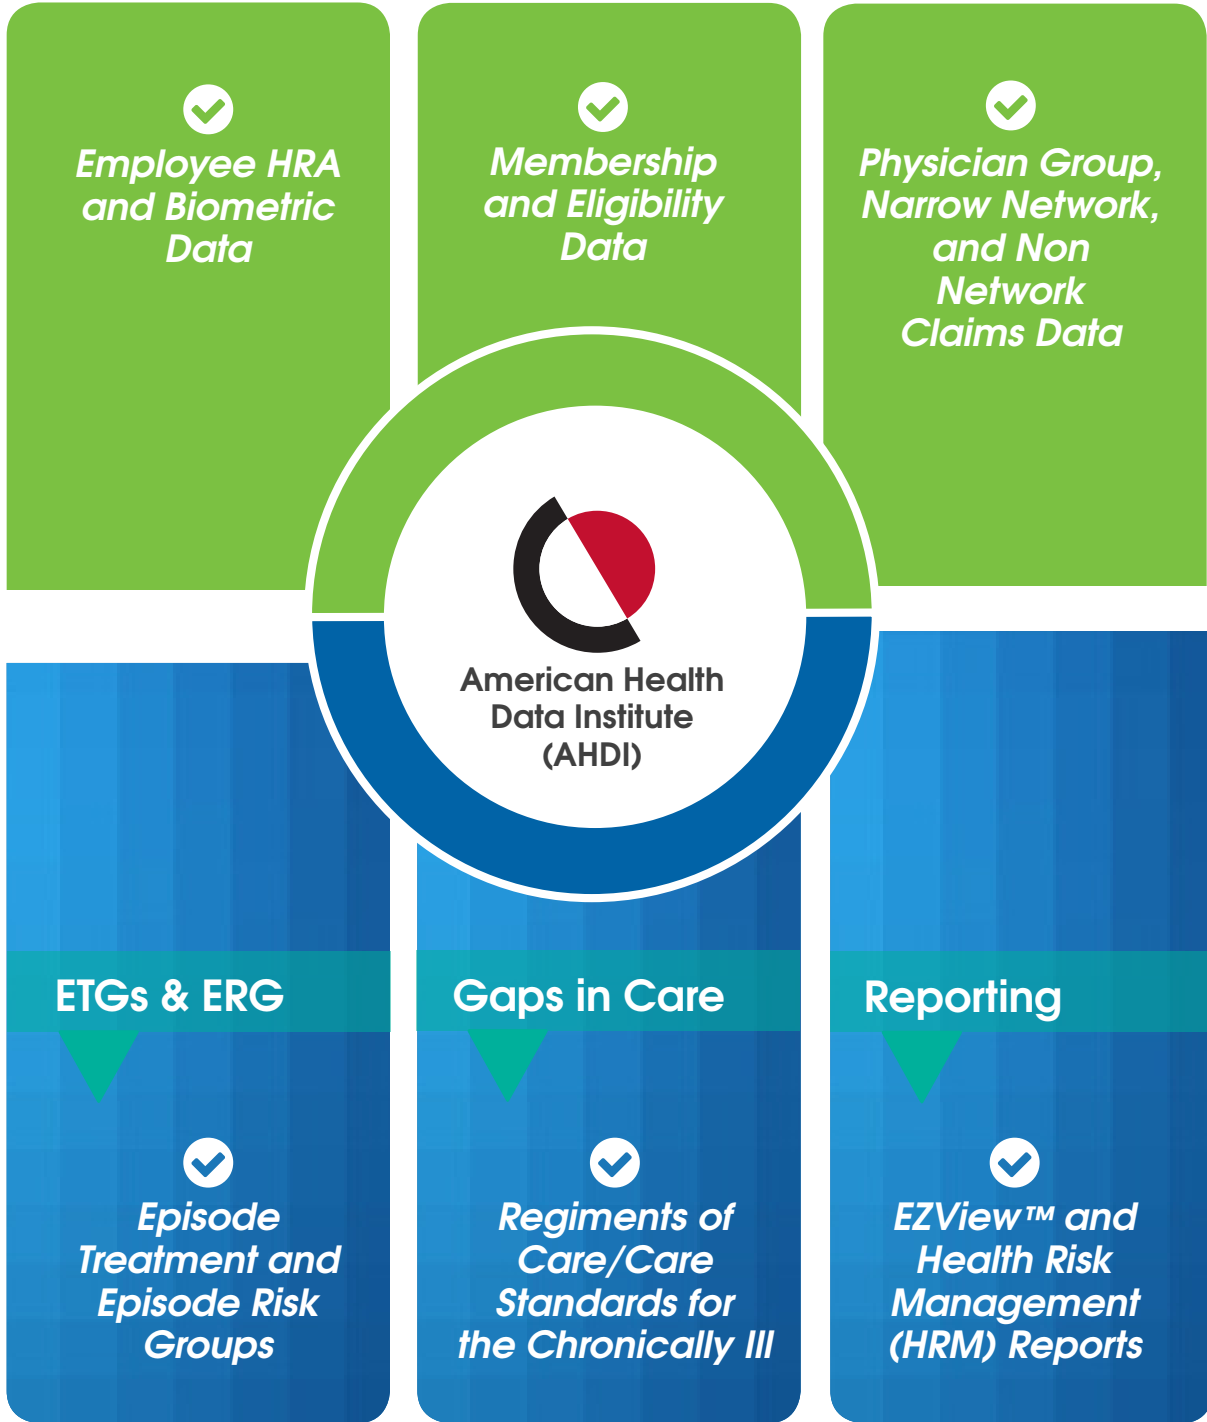 Employee HRA
and Biometric
Data
Membership
and Eligibility
Data
Physician Group,
Narrow Network,
and Non
Network
Claims Data
American Health
Data Institute
(AHDI)
ETGs & ERG
Episode
Treatment and
Episode Risk
Groups
Gaps in Care
Regiments of
Care/Care
Standards for
the Chronically Ill
Reporting
EZView™ and
Health Risk
Management
(HRM) Reports